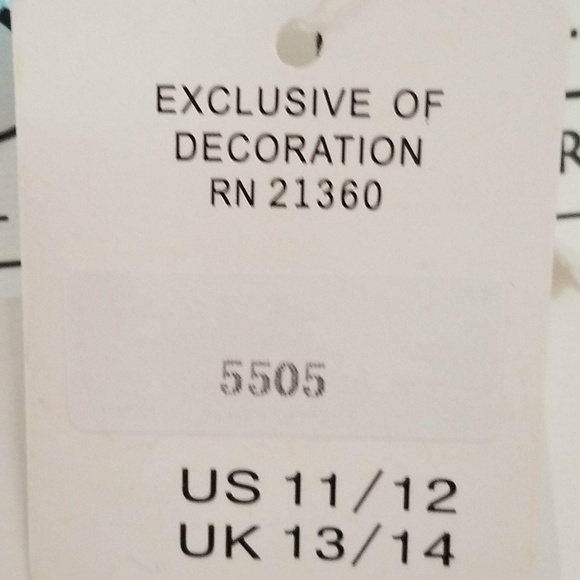 EXCLUSIVE OF
DECORATION
RN 21360
5505
US 11/12
UK 13/14